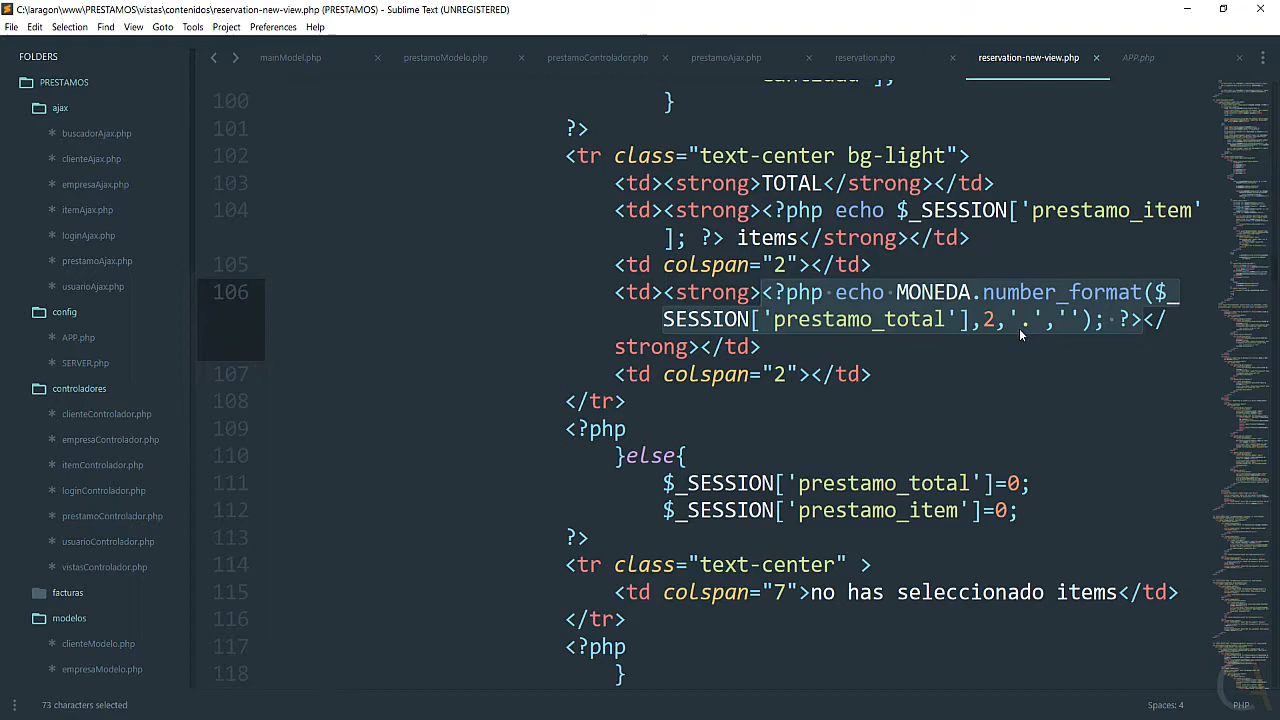 C:\laragon\www\PRESTAMOS\vistas\contenidos\reservation-new-view.php (PRESTAMOS) - Sublime Text (UNREGISTERED)
File Edit Selection Find View Goto Tools Project Preferences Help
FOLDERS
PRESTAMOS
ajax
buscadorAjax.php
clienteAjax.php
empresaAjax.php
itemAjax.php
loginAjax.php
prestamoAjax.php
usuarioAjax.php
config
APP.php
SERVER.php
controladores
clienteControlador.php
empresaControlador.php
itemControlador.php
loginControlador.php
prestamoControlador.php
usuarioControlador.php
vistasControlador.php
facturas
modelos
clienteModelo.php
empresaModelo.php
mainModel.php prestamoModelo.php prestamoControlador.php prestamoAjax.php reservation.php reservation-new-view.php APP.php
100 }
101 ?>
102 <tr class="text-center bg-light">
103 <td><strong>TOTAL</strong></td>
104 <td><strong><?php echo $_SESSION['prestamo_item'
]; ?> items</strong></td>
105 <td colspan="2"></td>
106 <td><strong><?php echo MONEDA.number_format($_
SESSION['prestamo_total'],2,'.',''); ?></
strong></td>
107 <td colspan="2"></td>
108 </tr>
109 <?php
110 }else{
111 $_SESSION['prestamo_total']=0;
112 $_SESSION['prestamo_item']=0;
113 ?>
114 <tr class="text-center" >
115 <td colspan="7">no has seleccionado items</td>
116 </tr>
117 <?php
118 }
73 characters selected
Spaces: 4
PHP